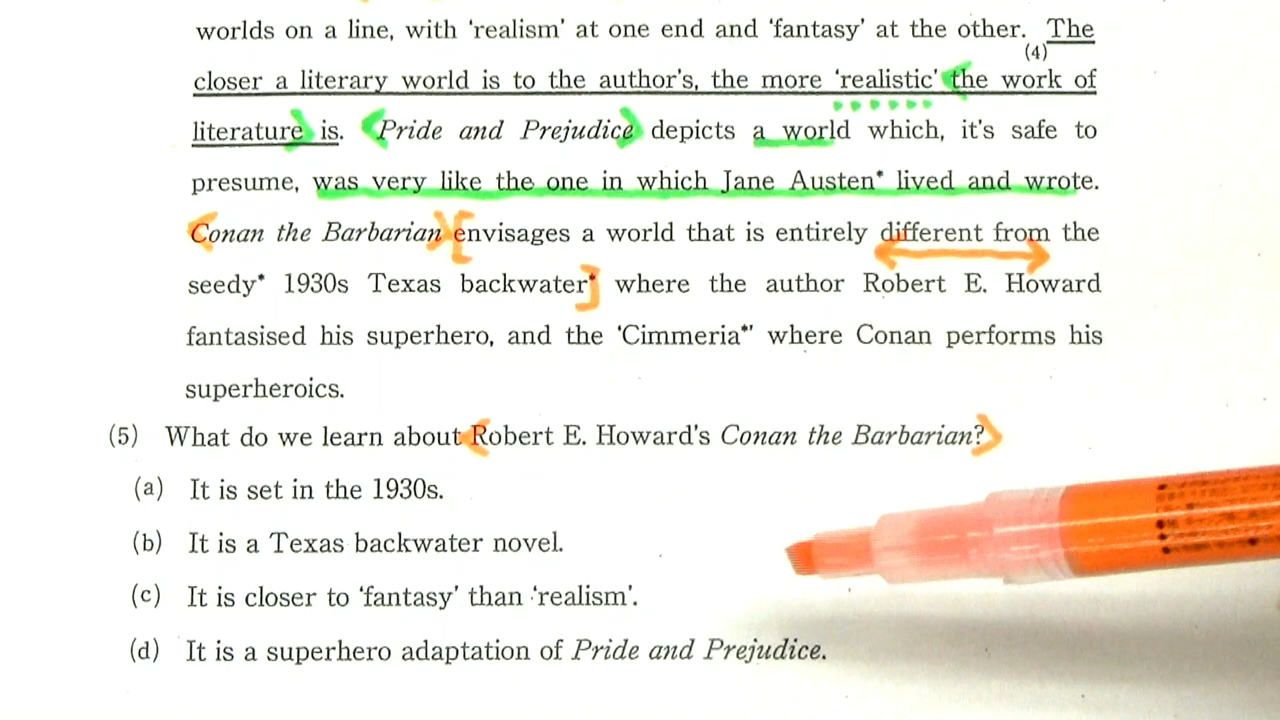 worlds on a line, with ‘realism’ at one end and ‘fantasy’ at the other. The
(4)
closer a literary world is to the author's, the more ‘realistic’ the work of
literature is. Pride and Prejudice depicts a world which, it's safe to
presume, was very like the one in which Jane Austen* lived and wrote.
Conan the Barbarian envisages a world that is entirely different from the
seedy* 1930s Texas backwater* where the author Robert E. Howard
fantasised his superhero, and the ‘Cimmeria*’ where Conan performs his
superheroics.
(5) What do we learn about Robert E. Howard's Conan the Barbarian?
(a) It is set in the 1930s.
(b) It is a Texas backwater novel.
(c) It is closer to ‘fantasy’ than ‘realism’.
(d) It is a superhero adaptation of Pride and Prejudice.